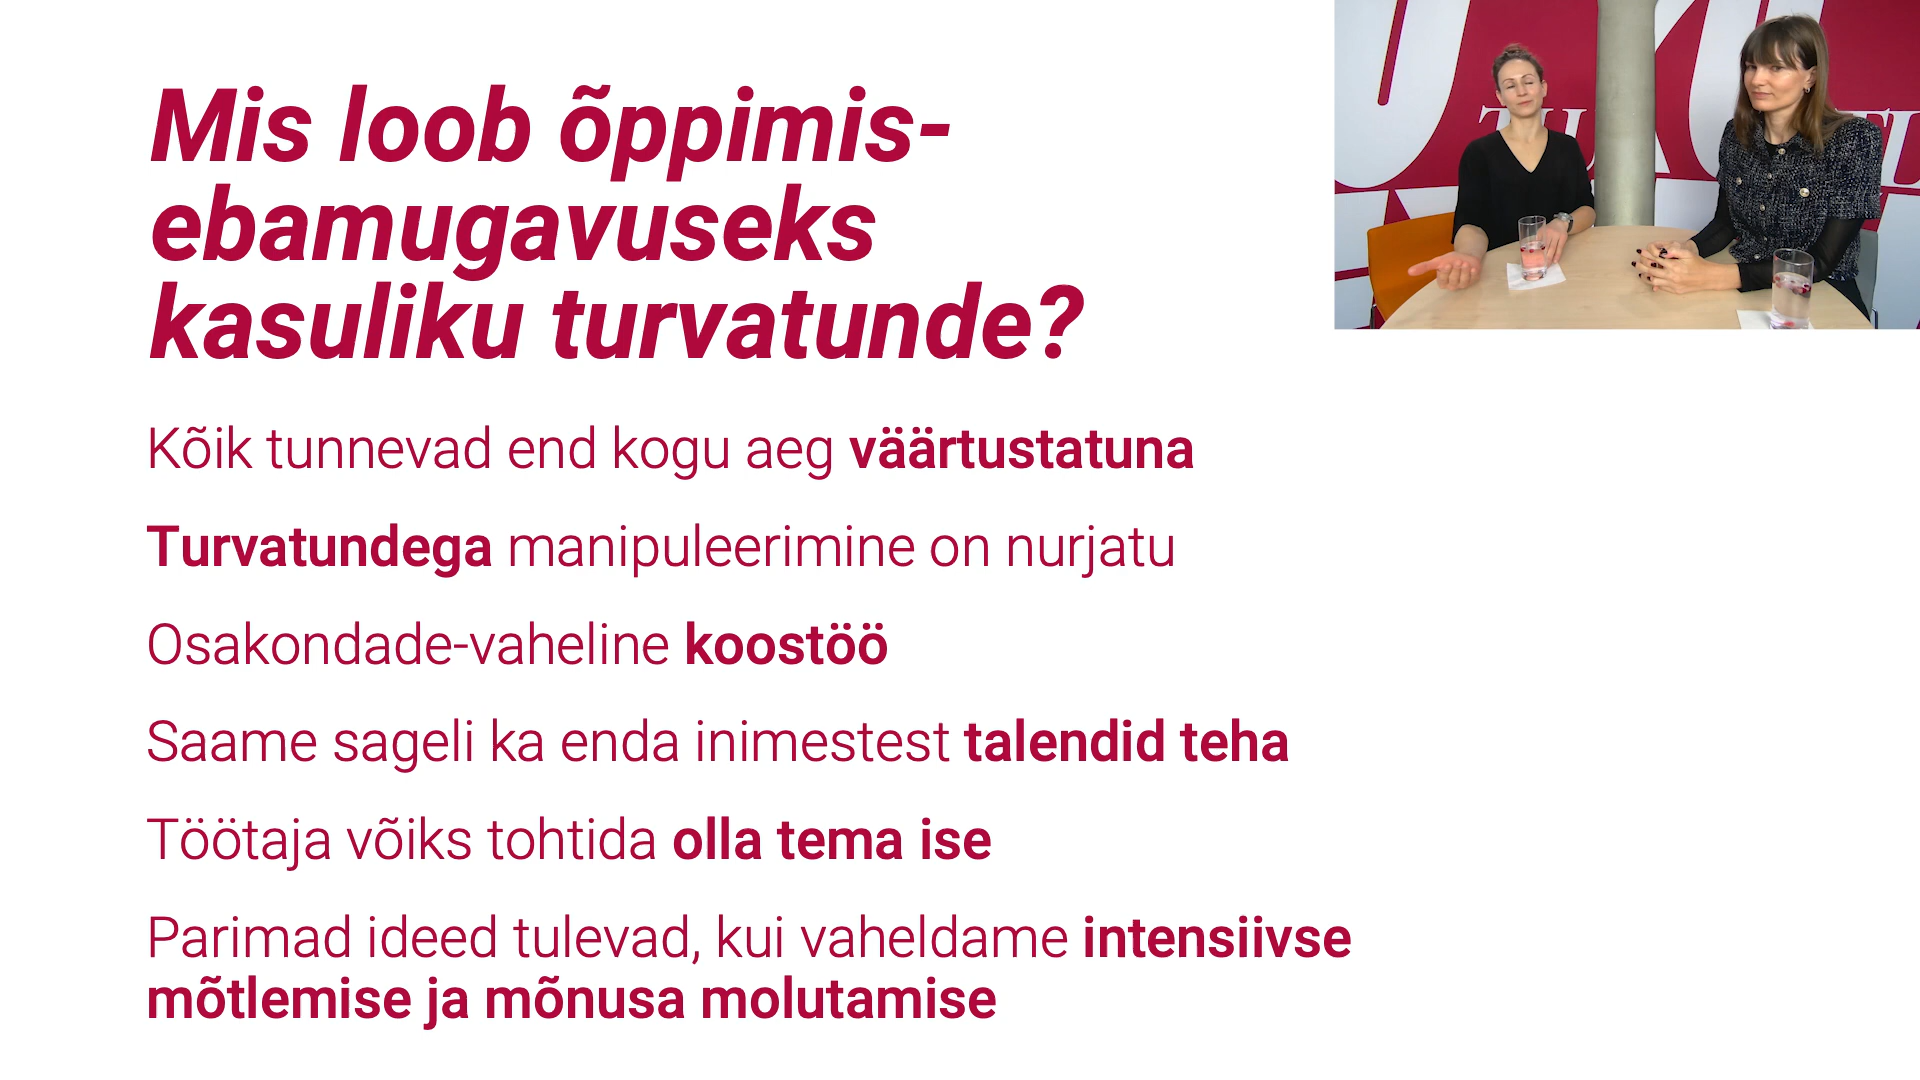 Mis loob õppimis-
ebamugavuseks
kasuliku turvatunde?
Kõik tunnevad end kogu aeg väärtustatuna
Turvatundega manipuleerimine on nurjatu
Osakondade-vaheline koostöö
Saame sageli ka enda inimestest talendid teha
Töötaja võiks tohtida olla tema ise
Parimad ideed tulevad, kui vaheldame intensiivse
mõtlemise ja mõnusa molutamise